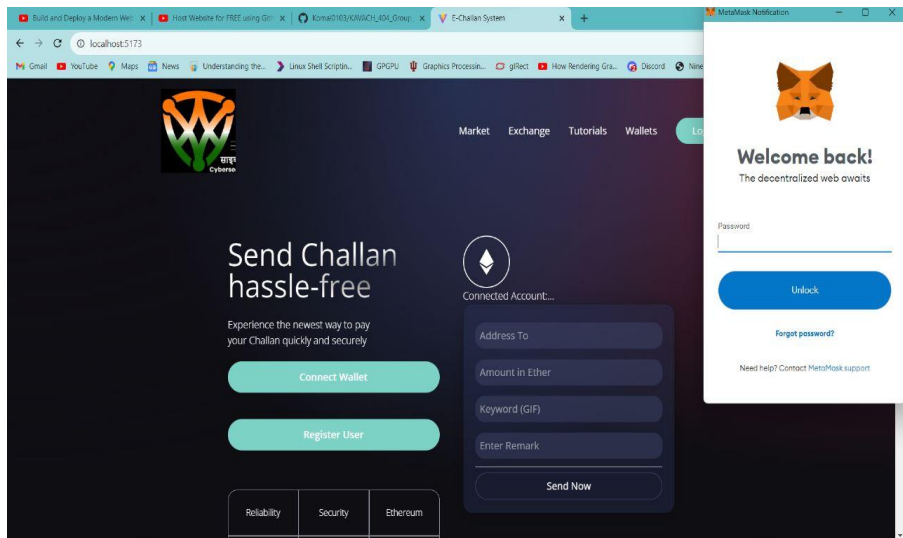 Build and Deploy a Modern Web
Host Website for FREE using Gith
Komal0103/KAVACH_404_Group_
E-Challan System
localhost:5173
Gmail
YouTube
Maps
News
Understanding the...
Linux Shell Scriptin...
GPGPU
Graphics Processin...
glRect
How Rendering Gra...
Discord
Nine
Market
Exchange
Tutorials
Wallets
Lo
Cyberse
Send Challan
hassle-free
Experience the newest way to pay
your Challan quickly and securely
Connect Wallet
Register User
Reliability
Security
Ethereum
Connected Account:...
Address To
Amount in Ether
Keyword (GIF)
Enter Remark
Send Now
MetaMask Notification
Welcome back!
The decentralized web awaits
Password
Unlock
Forgot password?
Need help? Contact MetaMask support